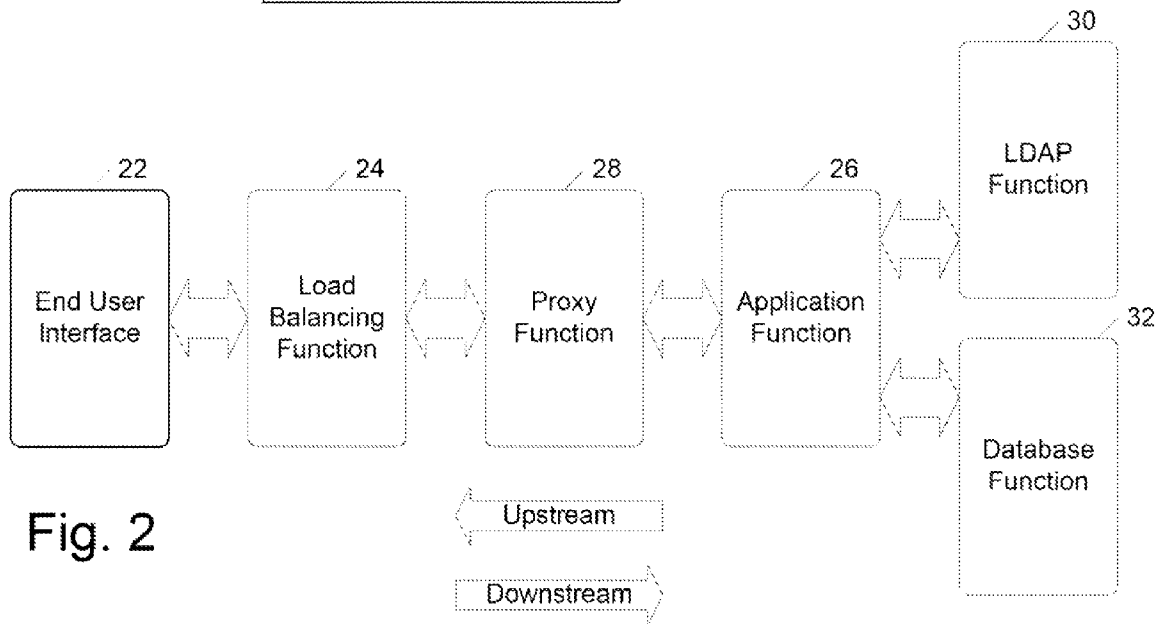 30
LDAP
Function
22
End User
Interface
24
Load
Balancing
Function
28
Proxy
Function
26
Application
Function
32
Database
Function
Upstream
Downstream
Fig. 2